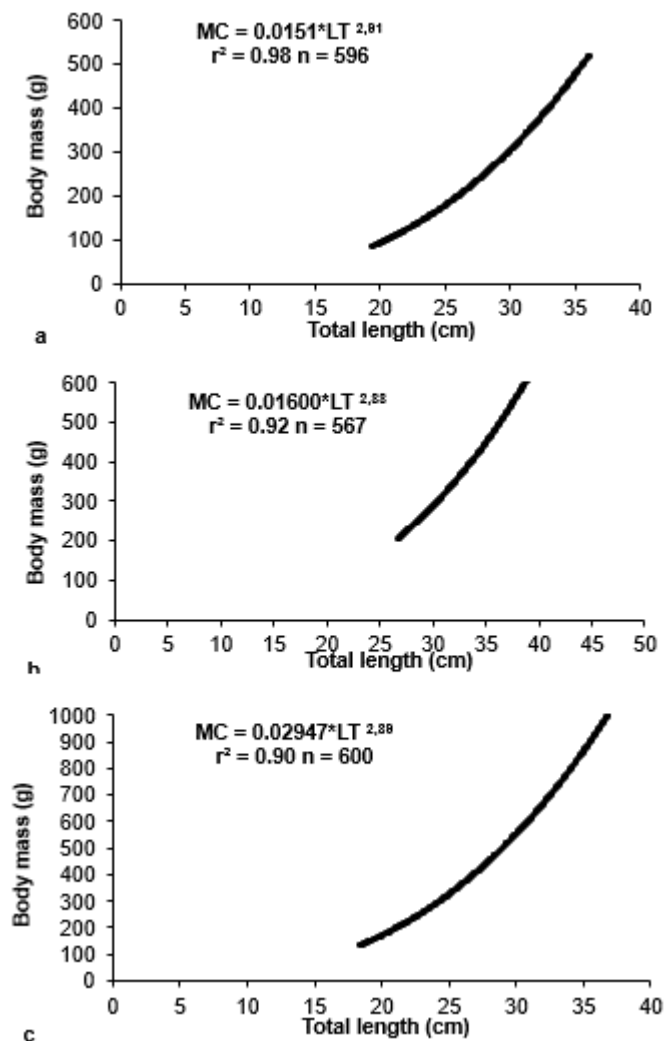 MC = 0.0151*LT 2,91
r² = 0.98 n = 596
Body mass (g)
600
500
400
300
200
100
0
0 5 10 15 20 25 30 35 40
Total length (cm)
a
MC = 0.01600*LT 2,88
r² = 0.92 n = 567
Body mass (g)
600
500
400
300
200
100
0
0 5 10 15 20 25 30 35 40 45 50
Total length (cm)
b
MC = 0.02947*LT 2,89
r² = 0.90 n = 600
Body mass (g)
1000
900
800
700
600
500
400
300
200
100
0
0 5 10 15 20 25 30 35 40
Total length (cm)
c